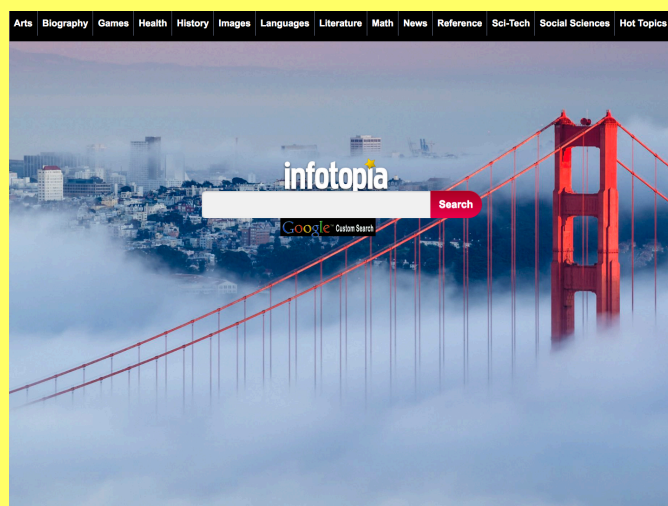 Arts Biography Games Health History Images Languages Literature Math News Reference Sci-Tech Social Sciences Hot Topics
infotopia
Search
Google™ Custom Search